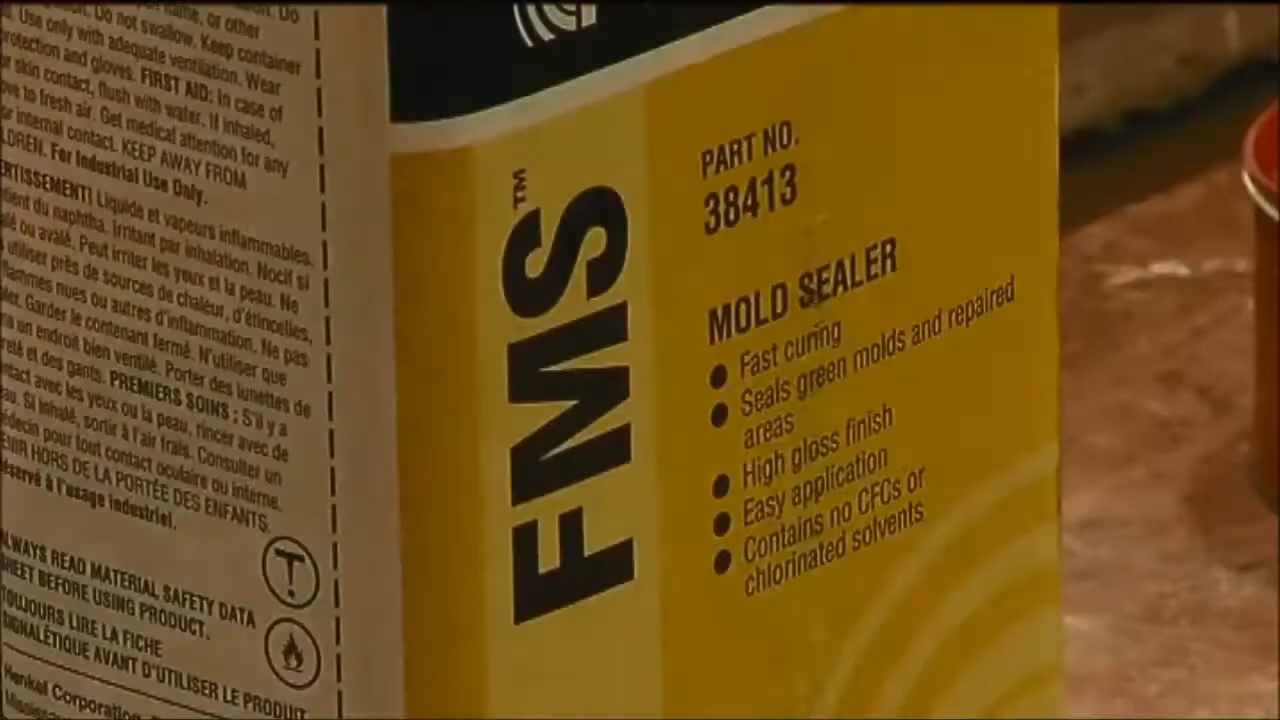 Do
Do not swallow. Keep container
Use only with adequate ventilation. Wear
protection and gloves. FIRST AID: In case of
skin contact, flush with water. If inhaled,
to fresh air. Get medical attention for any
or internal contact. KEEP AWAY FROM
For Industrial Use Only.
Liquide et vapeurs inflammables.
du naphtha. Irritant par inhalation. Nocif si
ou avalé. Peut irriter les yeux et la peau. Ne
utiliser près de sources de chaleur, d'étincelles,
flammes nues ou autres d'inflammation. Ne pas
Garder le contenant fermé. N'utiliser que
un endroit bien ventilé. Porter des lunettes de
et des gants. PREMIERS SOINS : S'il y a
avec les yeux ou la peau, rincer avec de
Si inhalé, sortir à l'air frais. Consulter un
pour tout contact oculaire ou interne.
HORS DE LA PORTÉE DES ENFANTS.
à l'usage industriel.
ALWAYS READ MATERIAL SAFETY DATA
SHEET BEFORE USING PRODUCT.
TOUJOURS LIRE LA FICHE
SIGNALÉTIQUE AVANT D'UTILISER LE PRODUIT
Henkel Corporation
FMS™
PART NO.
38413
MOLD SEALER
● Fast curing
● Seals green molds and repaired
areas
● High gloss finish
● Easy application
● Contains no CFCs or
chlorinated solvents